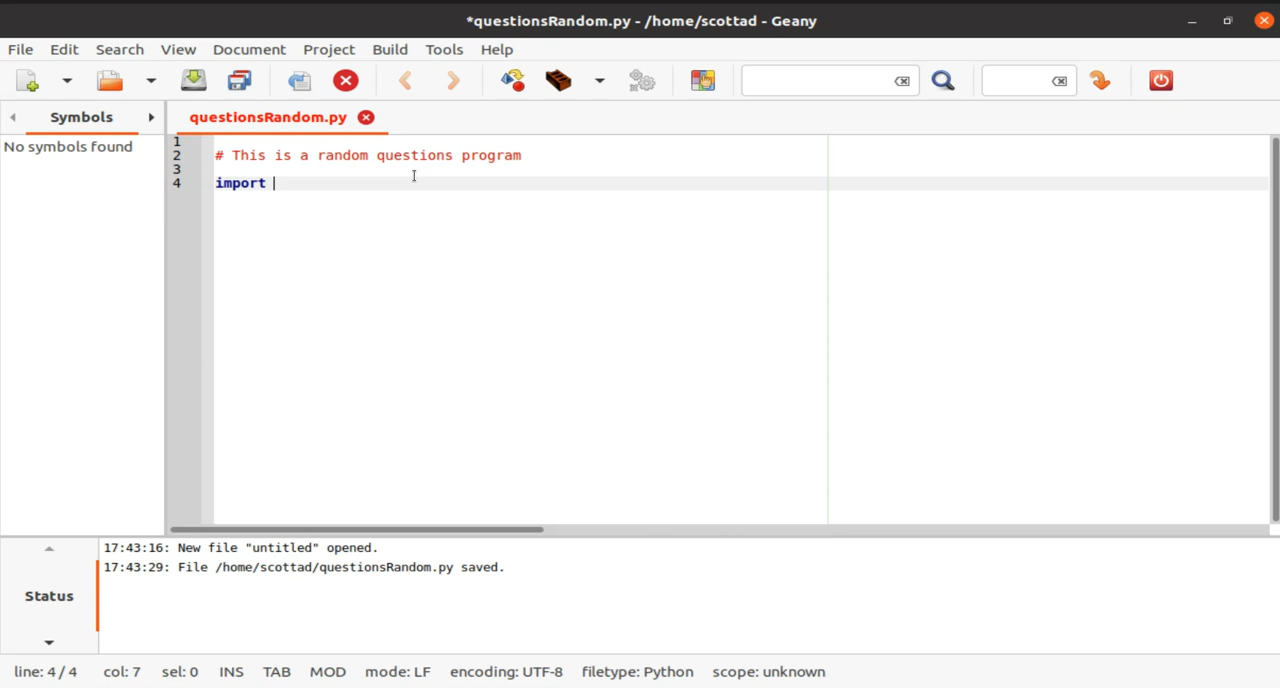 *questionsRandom.py - /home/scottad - Geany
File Edit Search View Document Project Build Tools Help
Symbols
questionsRandom.py
No symbols found
1
2 # This is a random questions program
3
4 import
17:43:16: New file "untitled" opened.
17:43:29: File /home/scottad/questionsRandom.py saved.
Status
line: 4 / 4 col: 7 sel: 0 INS TAB MOD mode: LF encoding: UTF-8 filetype: Python scope: unknown